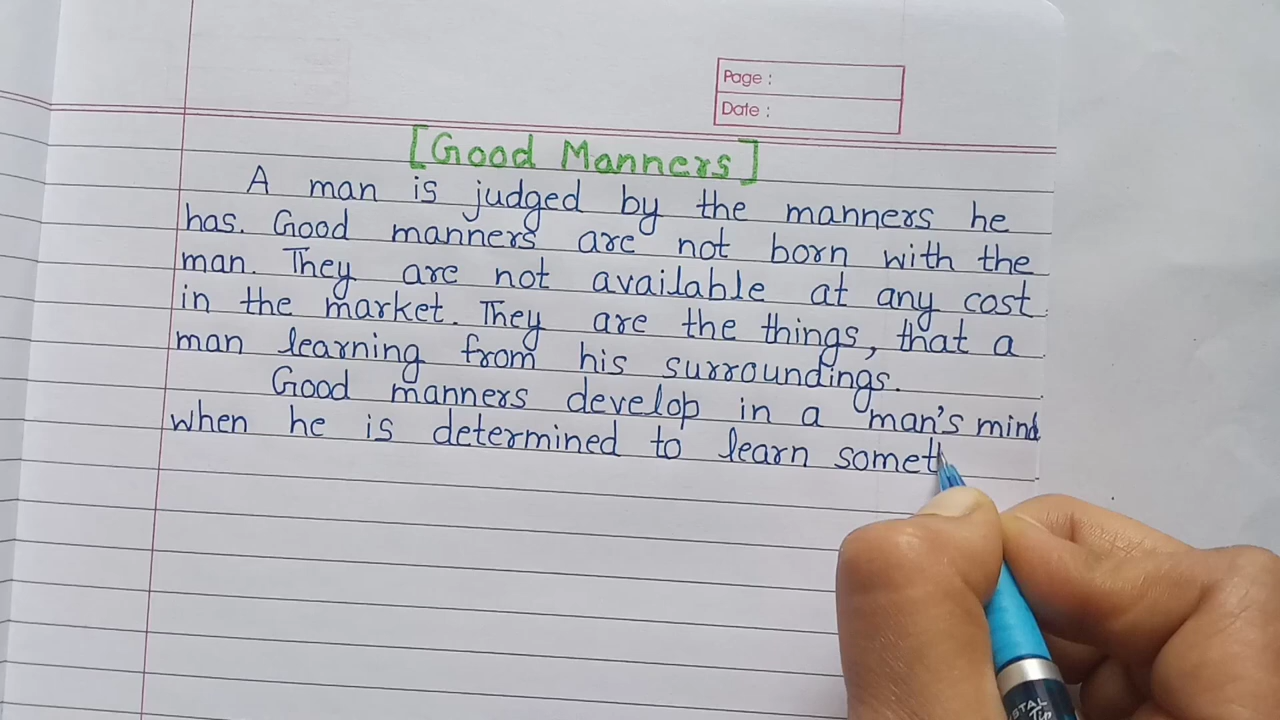 Page :
Date :
[Good Manners]
A man is judged by the manners he
has. Good manners are not born with the
man. They are not available at any cost
in the market. They are the things, that a
man learning from his surroundings.
Good manners develop in a man's mind
when he is determined to learn somet
Tip